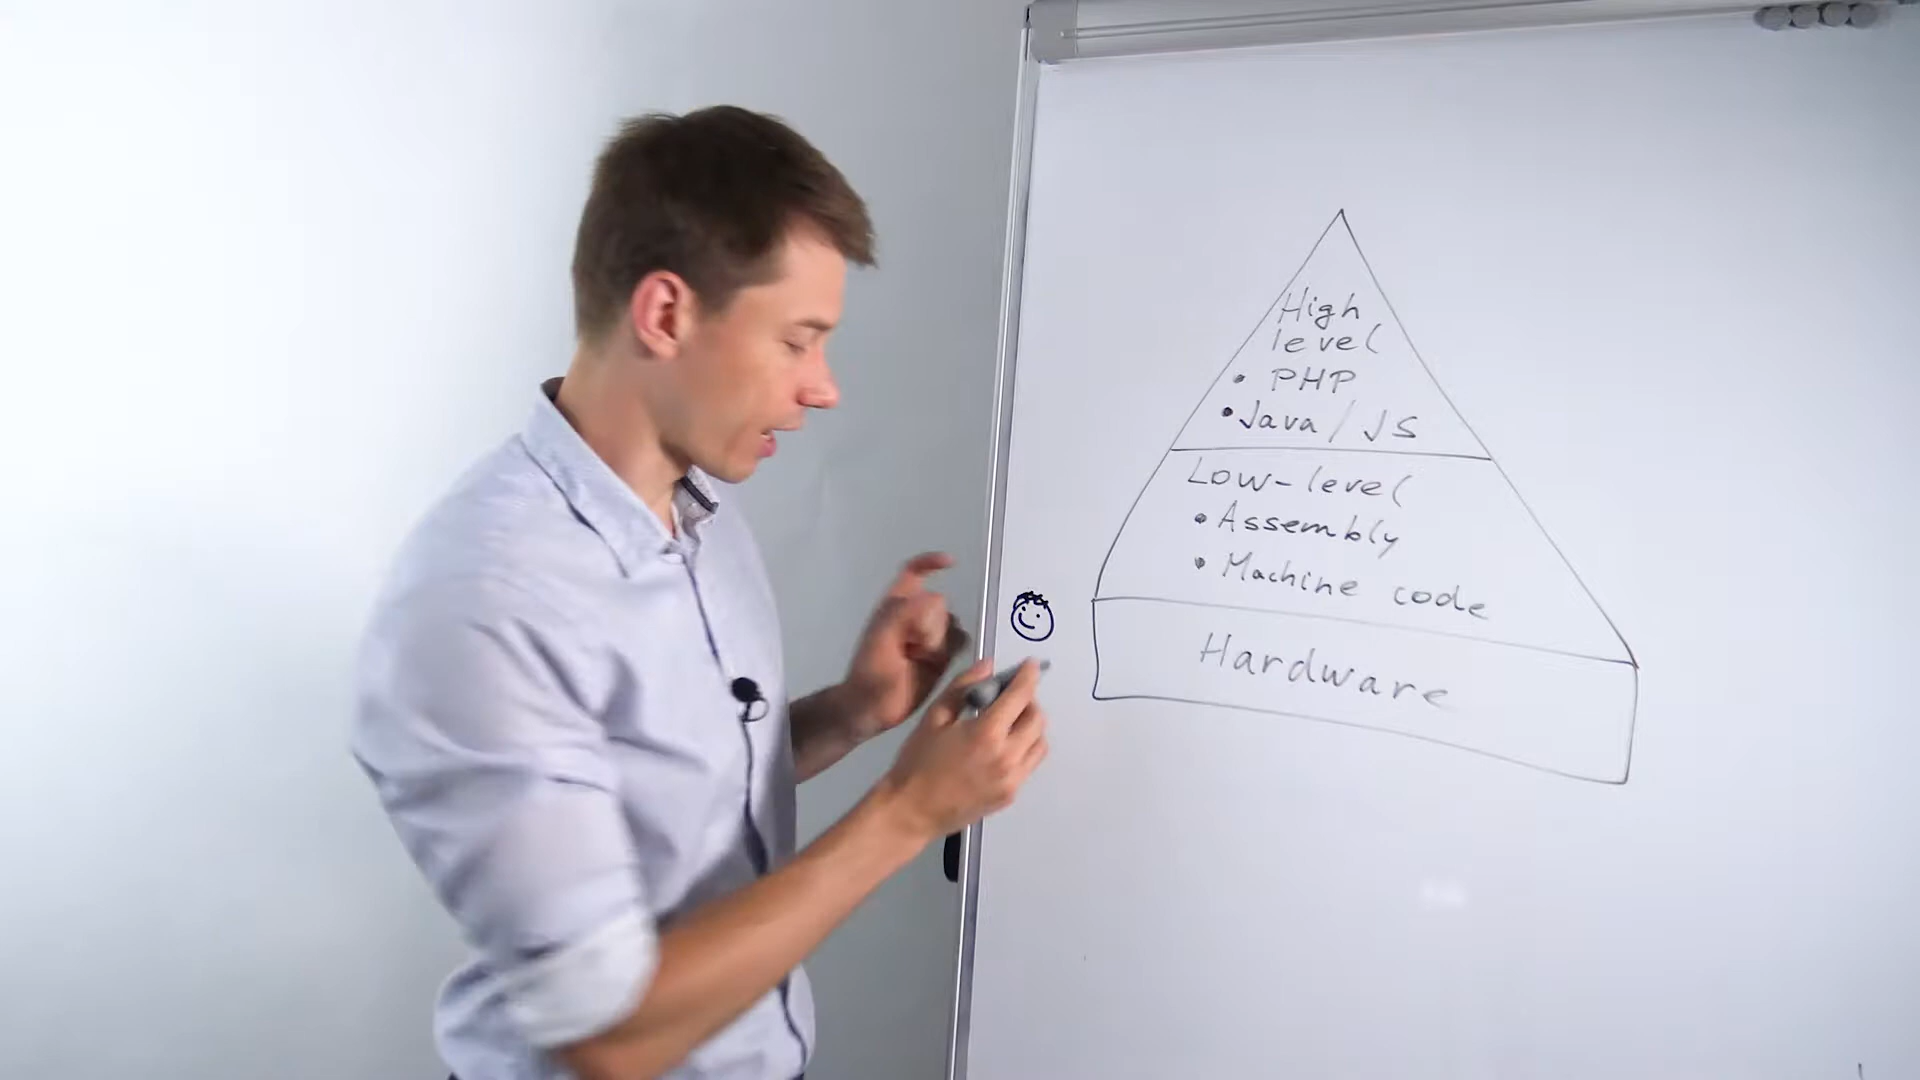 High
level
• PHP
• Java / JS
Low-level
• Assembly
• Machine code
Hardware